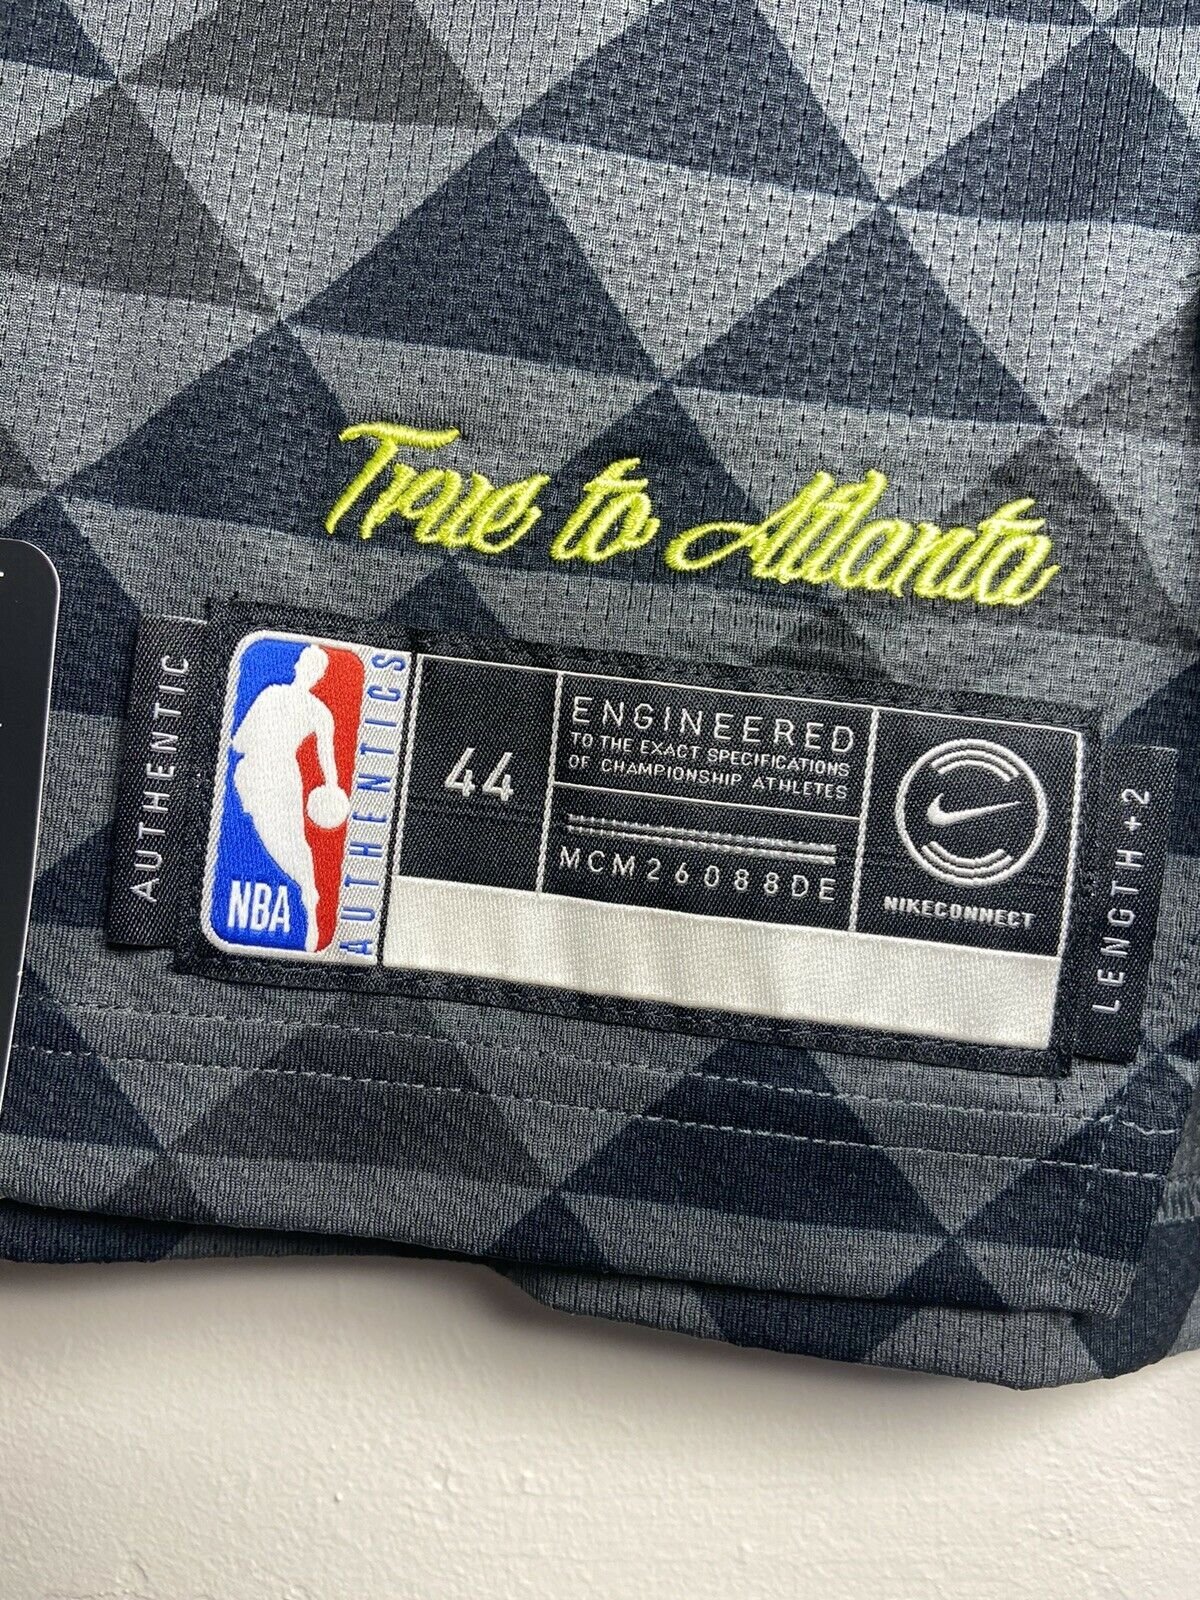 True to Atlanta
AUTHENTIC
NBA
AUTHENTICS
44
ENGINEERED
TO THE EXACT SPECIFICATIONS
OF CHAMPIONSHIP ATHLETES
MCM26088DE
NIKECONNECT
LENGTH+2